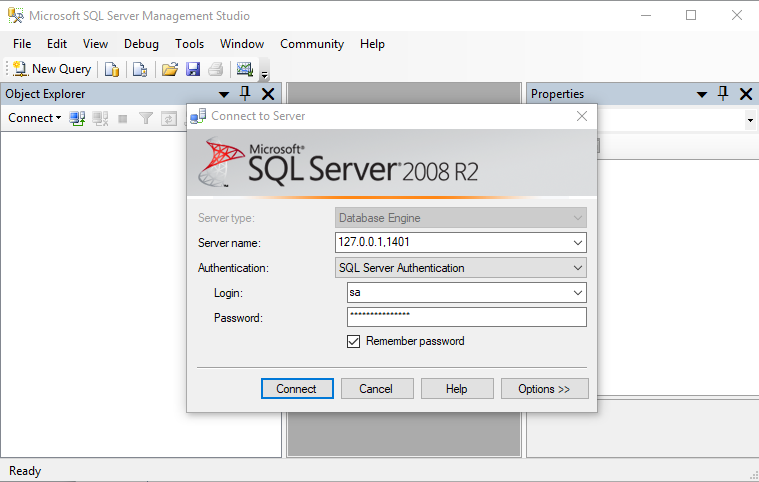 Microsoft SQL Server Management Studio
File Edit View Debug Tools Window Community Help
New Query
Object Explorer
Properties
Connect
Connect to Server
Microsoft®
SQL Server® 2008 R2
Server type: Database Engine
Server name: 127.0.0.1,1401
Authentication: SQL Server Authentication
Login: sa
Password: ***************
Remember password
Connect Cancel Help Options >>
Ready